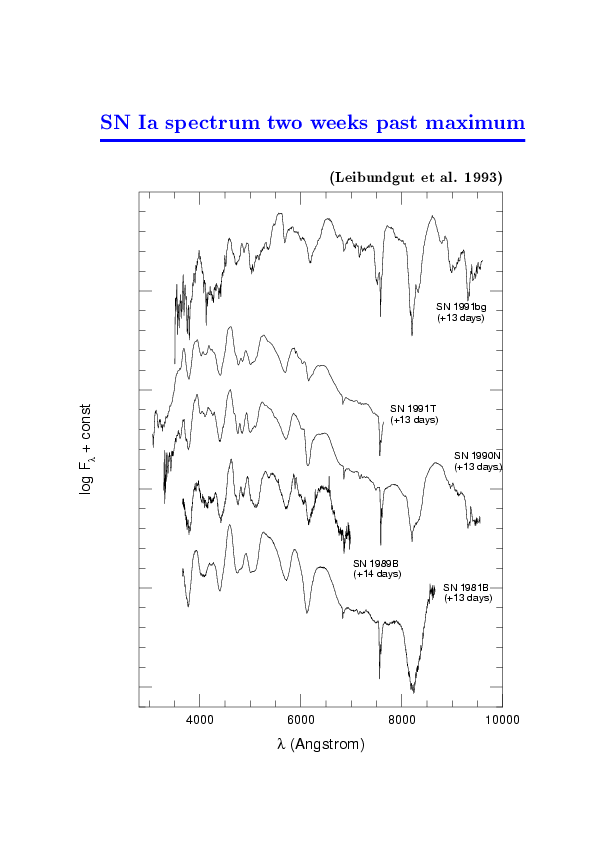 SN Ia spectrum two weeks past maximum
(Leibundgut et al. 1993)
SN 1991bg
(+13 days)
SN 1991T
(+13 days)
SN 1990N
(+13 days)
SN 1989B
(+14 days)
SN 1981B
(+13 days)
log Fλ + const
4000 6000 8000 10000
λ (Angstrom)